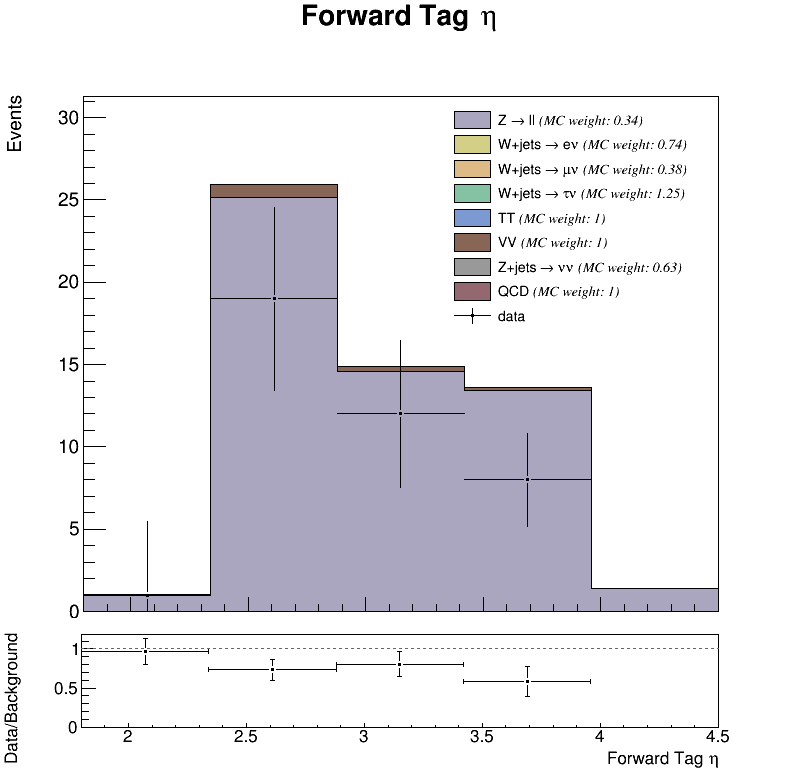 Forward Tag η
Events
30
25
20
15
10
5
0
Z → ll (MC weight: 0.34)
W+jets → eν (MC weight: 0.74)
W+jets → μν (MC weight: 0.38)
W+jets → τν (MC weight: 1.25)
TT (MC weight: 1)
VV (MC weight: 1)
Z+jets → νν (MC weight: 0.63)
QCD (MC weight: 1)
data
Data/Background
1
0.5
0
2 2.5 3 3.5 4 4.5
Forward Tag η